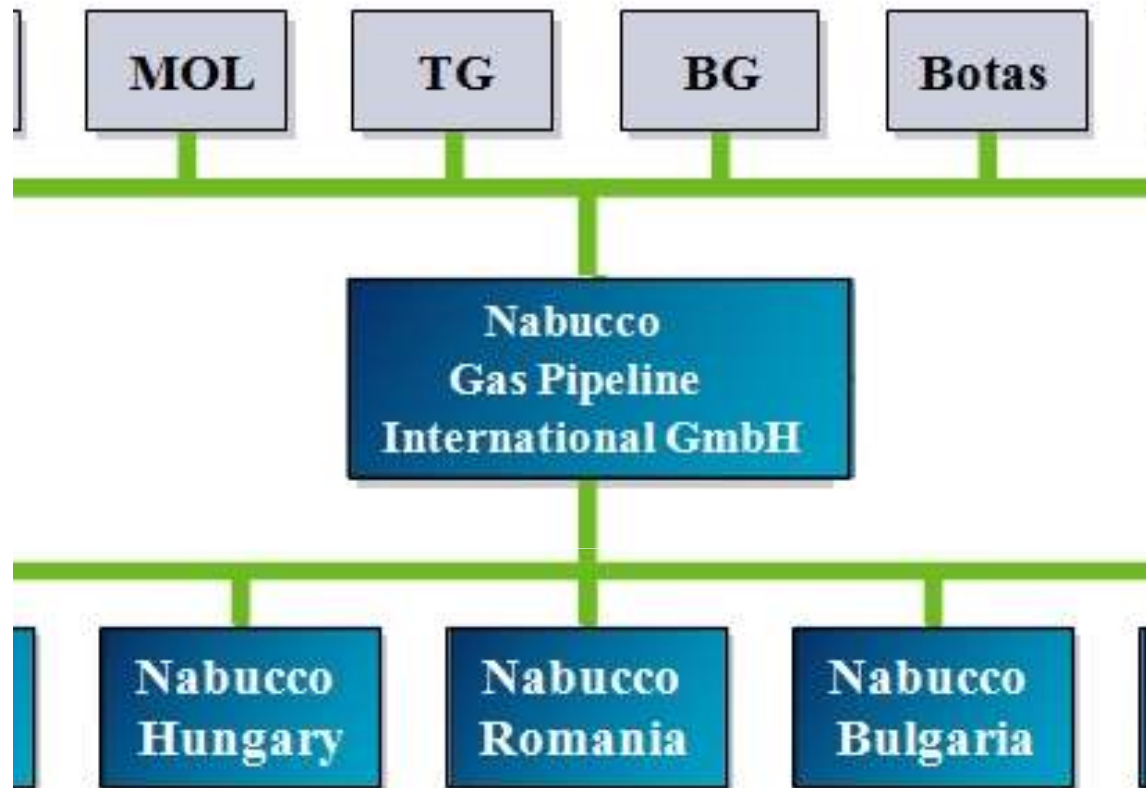 MOL TG BG Botas
Nabucco
Gas Pipeline
International GmbH
Nabucco Nabucco Nabucco
Hungary Romania Bulgaria